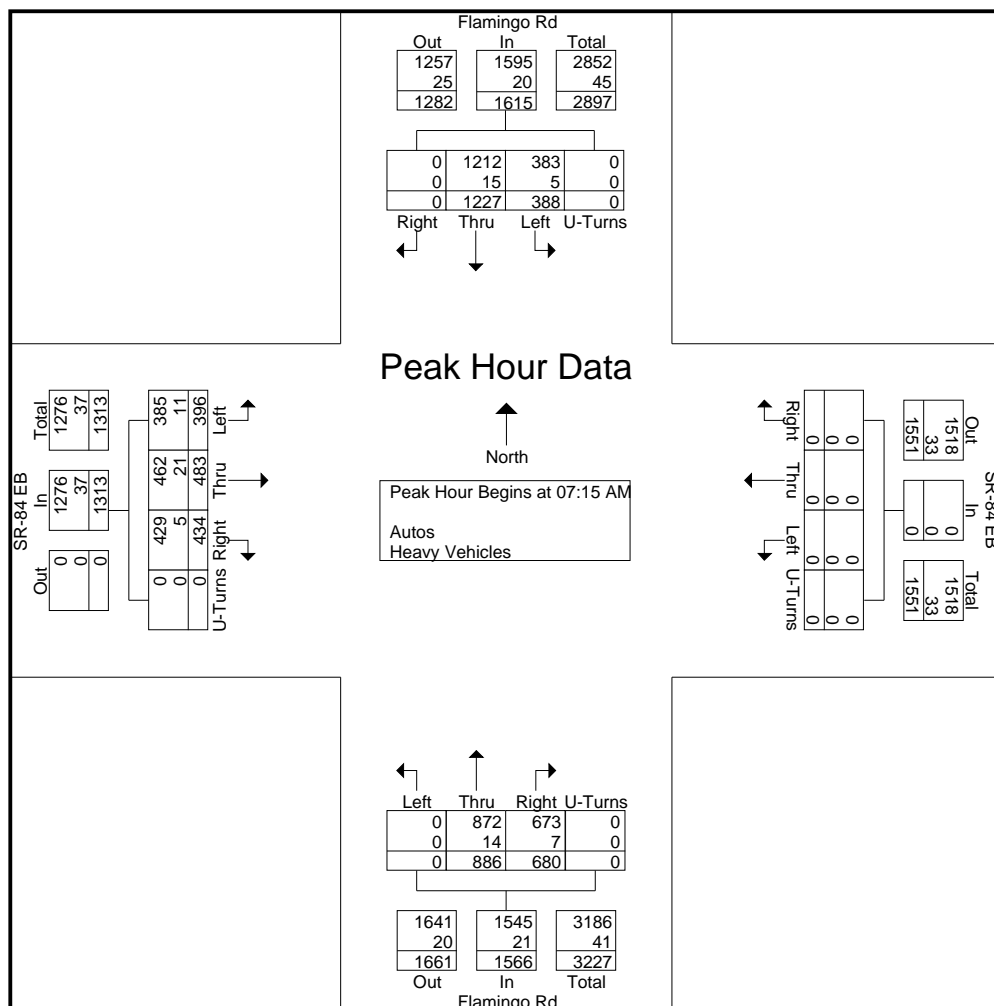 Flamingo Rd
Out In Total
1257 1595 2852
25 20 45
1282 1615 2897
0 1212 383 0
0 15 5 0
0 1227 388 0
Right Thru Left U-Turns
Peak Hour Data
North
Peak Hour Begins at 07:15 AM
Autos
Heavy Vehicles
SR-84 EB
Total In Out
1276 1276 0
37 37 0
1313 1313 0
385 462 429 0
11 21 5 0
396 483 434 0
Left Thru Right U-Turns
Right Thru Left U-Turns
0 0 0 0
0 0 0 0
0 0 0 0
1518 0 1518
33 0 33
1551 0 1551
Out In Total
SR-84 EB
Left Thru Right U-Turns
0 872 673 0
0 14 7 0
0 886 680 0
1641 1545 3186
20 21 41
1661 1566 3227
Out In Total
Flamingo Rd